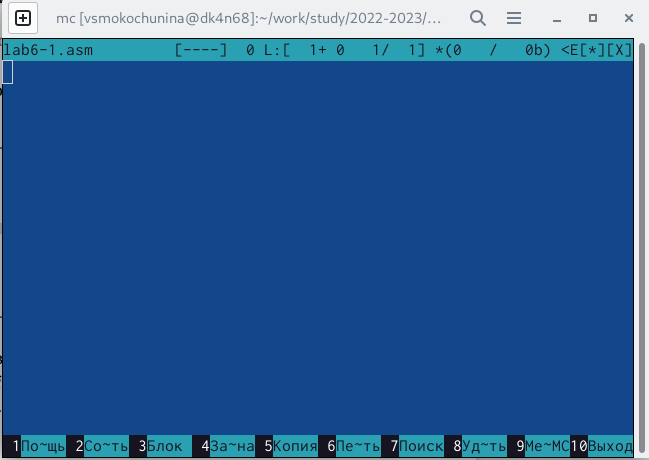 mc [vsmokochunina@dk4n68]:~/work/study/2022-2023/...
lab6-1.asm [----] 0 L:[ 1+ 0 1/ 1] *(0 / 0b) <E[*][X]
1По~щь 2Со~ть 3Блок 4За~на 5Копия 6Пе~ть 7Поиск 8Уд~ть 9Ме~МС 10Выход